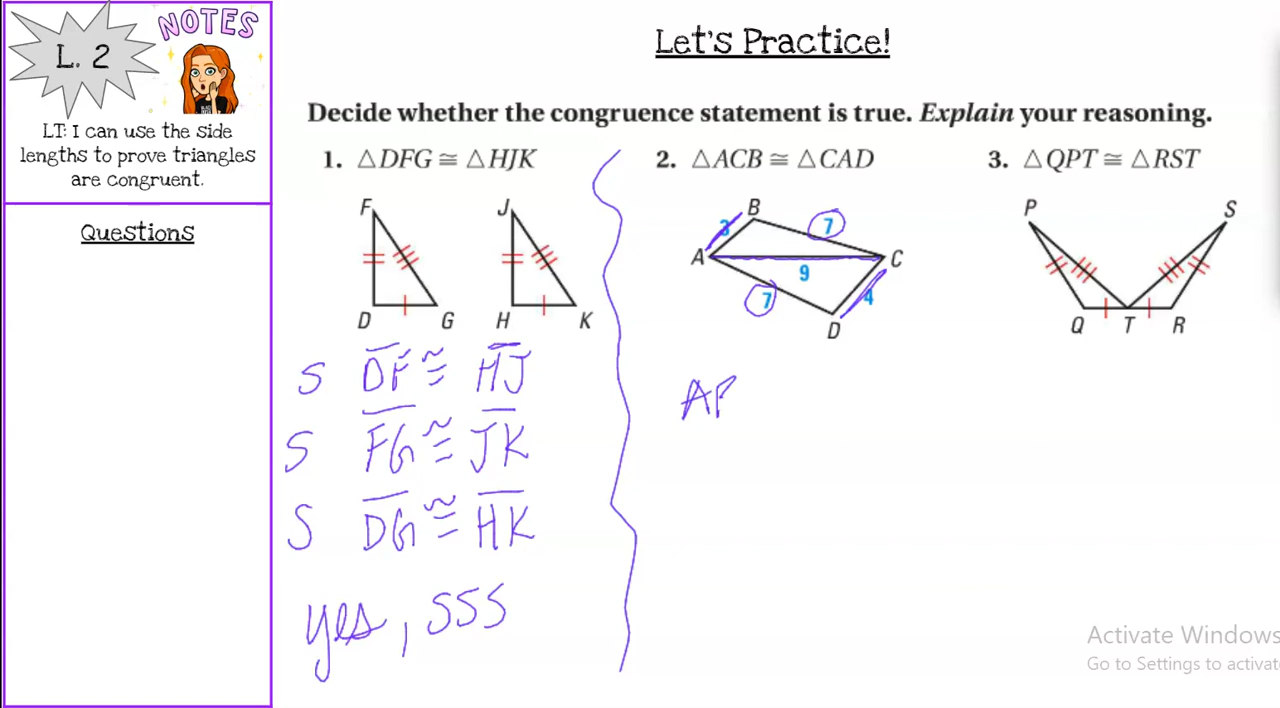 L. 2
NOTES
LT: I can use the side
lengths to prove triangles
are congruent.
Questions
Let's Practice!
Decide whether the congruence statement is true. Explain your reasoning.
1. △DFG ≅ △HJK
F
J
D
G
H
K
S DF ≅ HJ
S FG ≅ JK
S DG ≅ HK
yes, SSS
2. △ACB ≅ △CAD
B
3
7
A
C
9
7
4
D
3. △QPT ≅ △RST
P
S
Q
T
R
Activate Windows
Go to Settings to activat